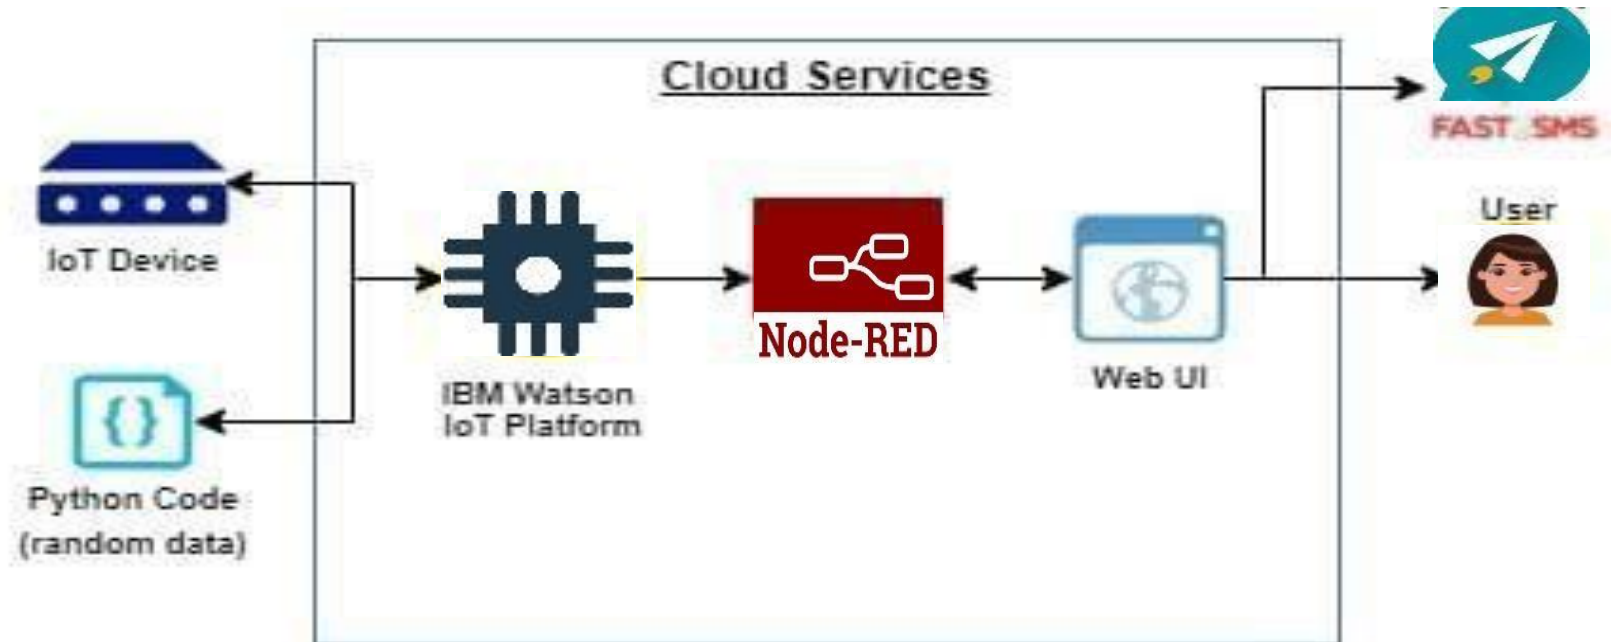 Cloud Services
FAST SMS
User
IoT Device
Node-RED
Web UI
IBM Watson
IoT Platform
Python Code
(random data)